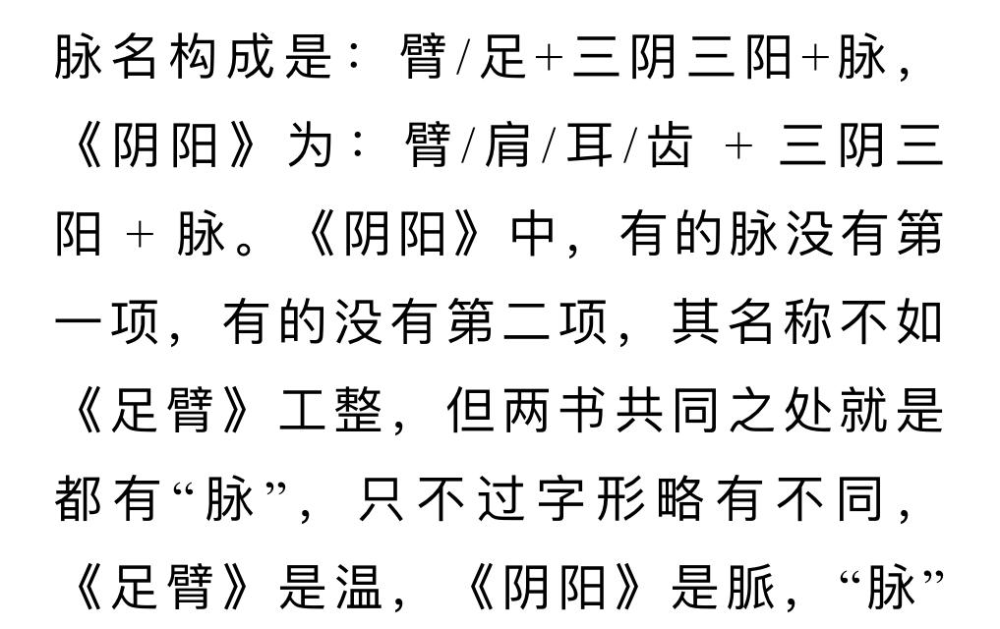 脉名构成是：臂/足+三阴三阳+脉，
《阴阳》为：臂/肩/耳/齿 + 三阴三
阳 + 脉。《阴阳》中，有的脉没有第
一项，有的没有第二项，其名称不如
《足臂》工整，但两书共同之处就是
都有“脉”，只不过字形略有不同，
《足臂》是温，《阴阳》是脈，“脉”